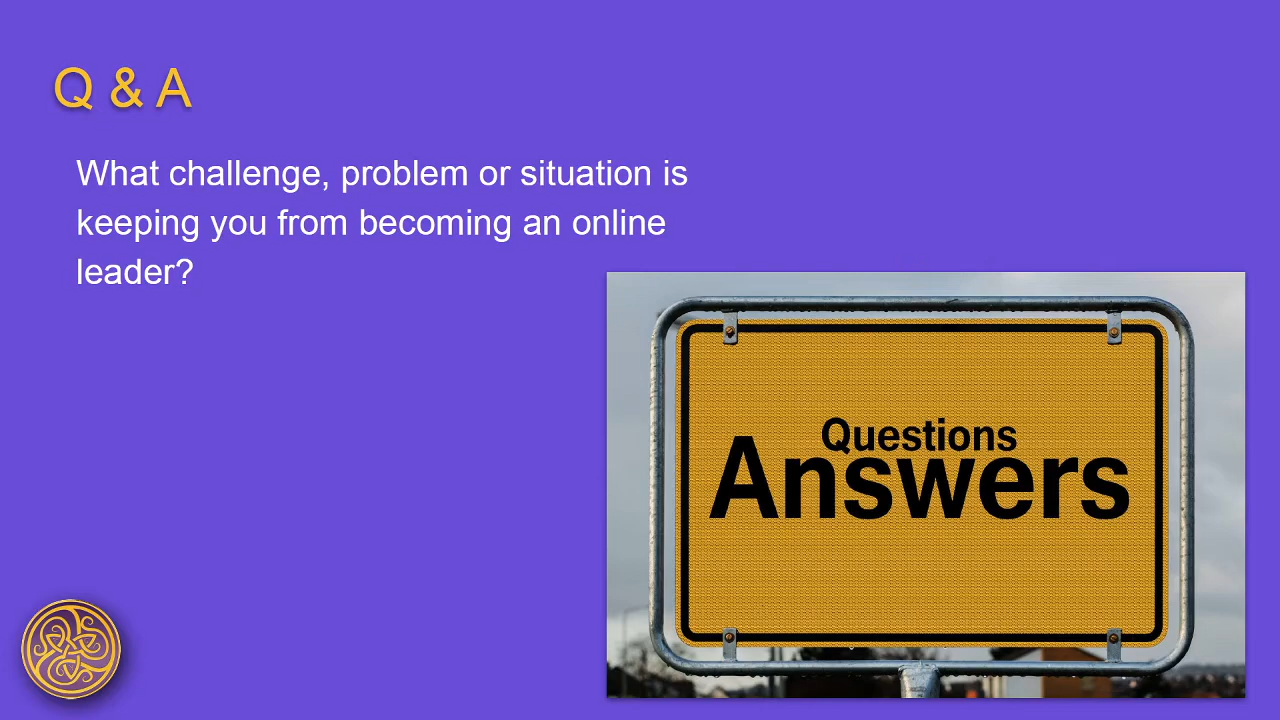 Q & A
What challenge, problem or situation is
keeping you from becoming an online
leader?
Questions
Answers